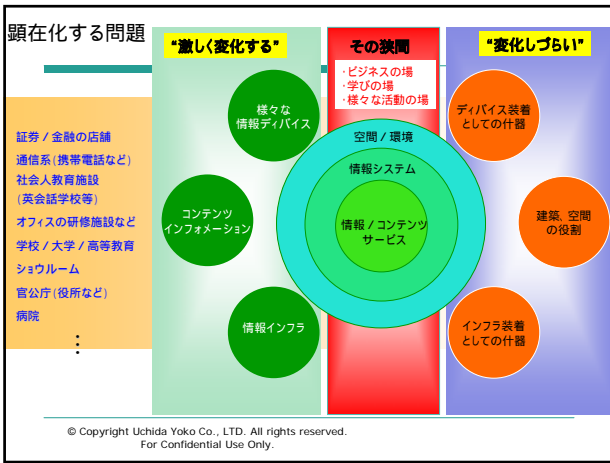 顕在化する問題
“激しく変化する”
その狭間
“変化しづらい”
・ビジネスの場
・学びの場
・様々な活動の場
証券/金融の店舗
通信系(携帯電話など)
社会人教育施設
(英会話学校等)
オフィスの研修施設など
学校/大学/高等教育
ショウルーム
官公庁(役所など)
病院
：
様々な
情報ディバイス
コンテンツ
インフォメーション
情報インフラ
空間/環境
情報システム
情報/コンテンツ
サービス
ディバイス装着
としての什器
建築、空間
の役割
インフラ装着
としての什器
© Copyright Uchida Yoko Co., LTD. All rights reserved.
For Confidential Use Only.